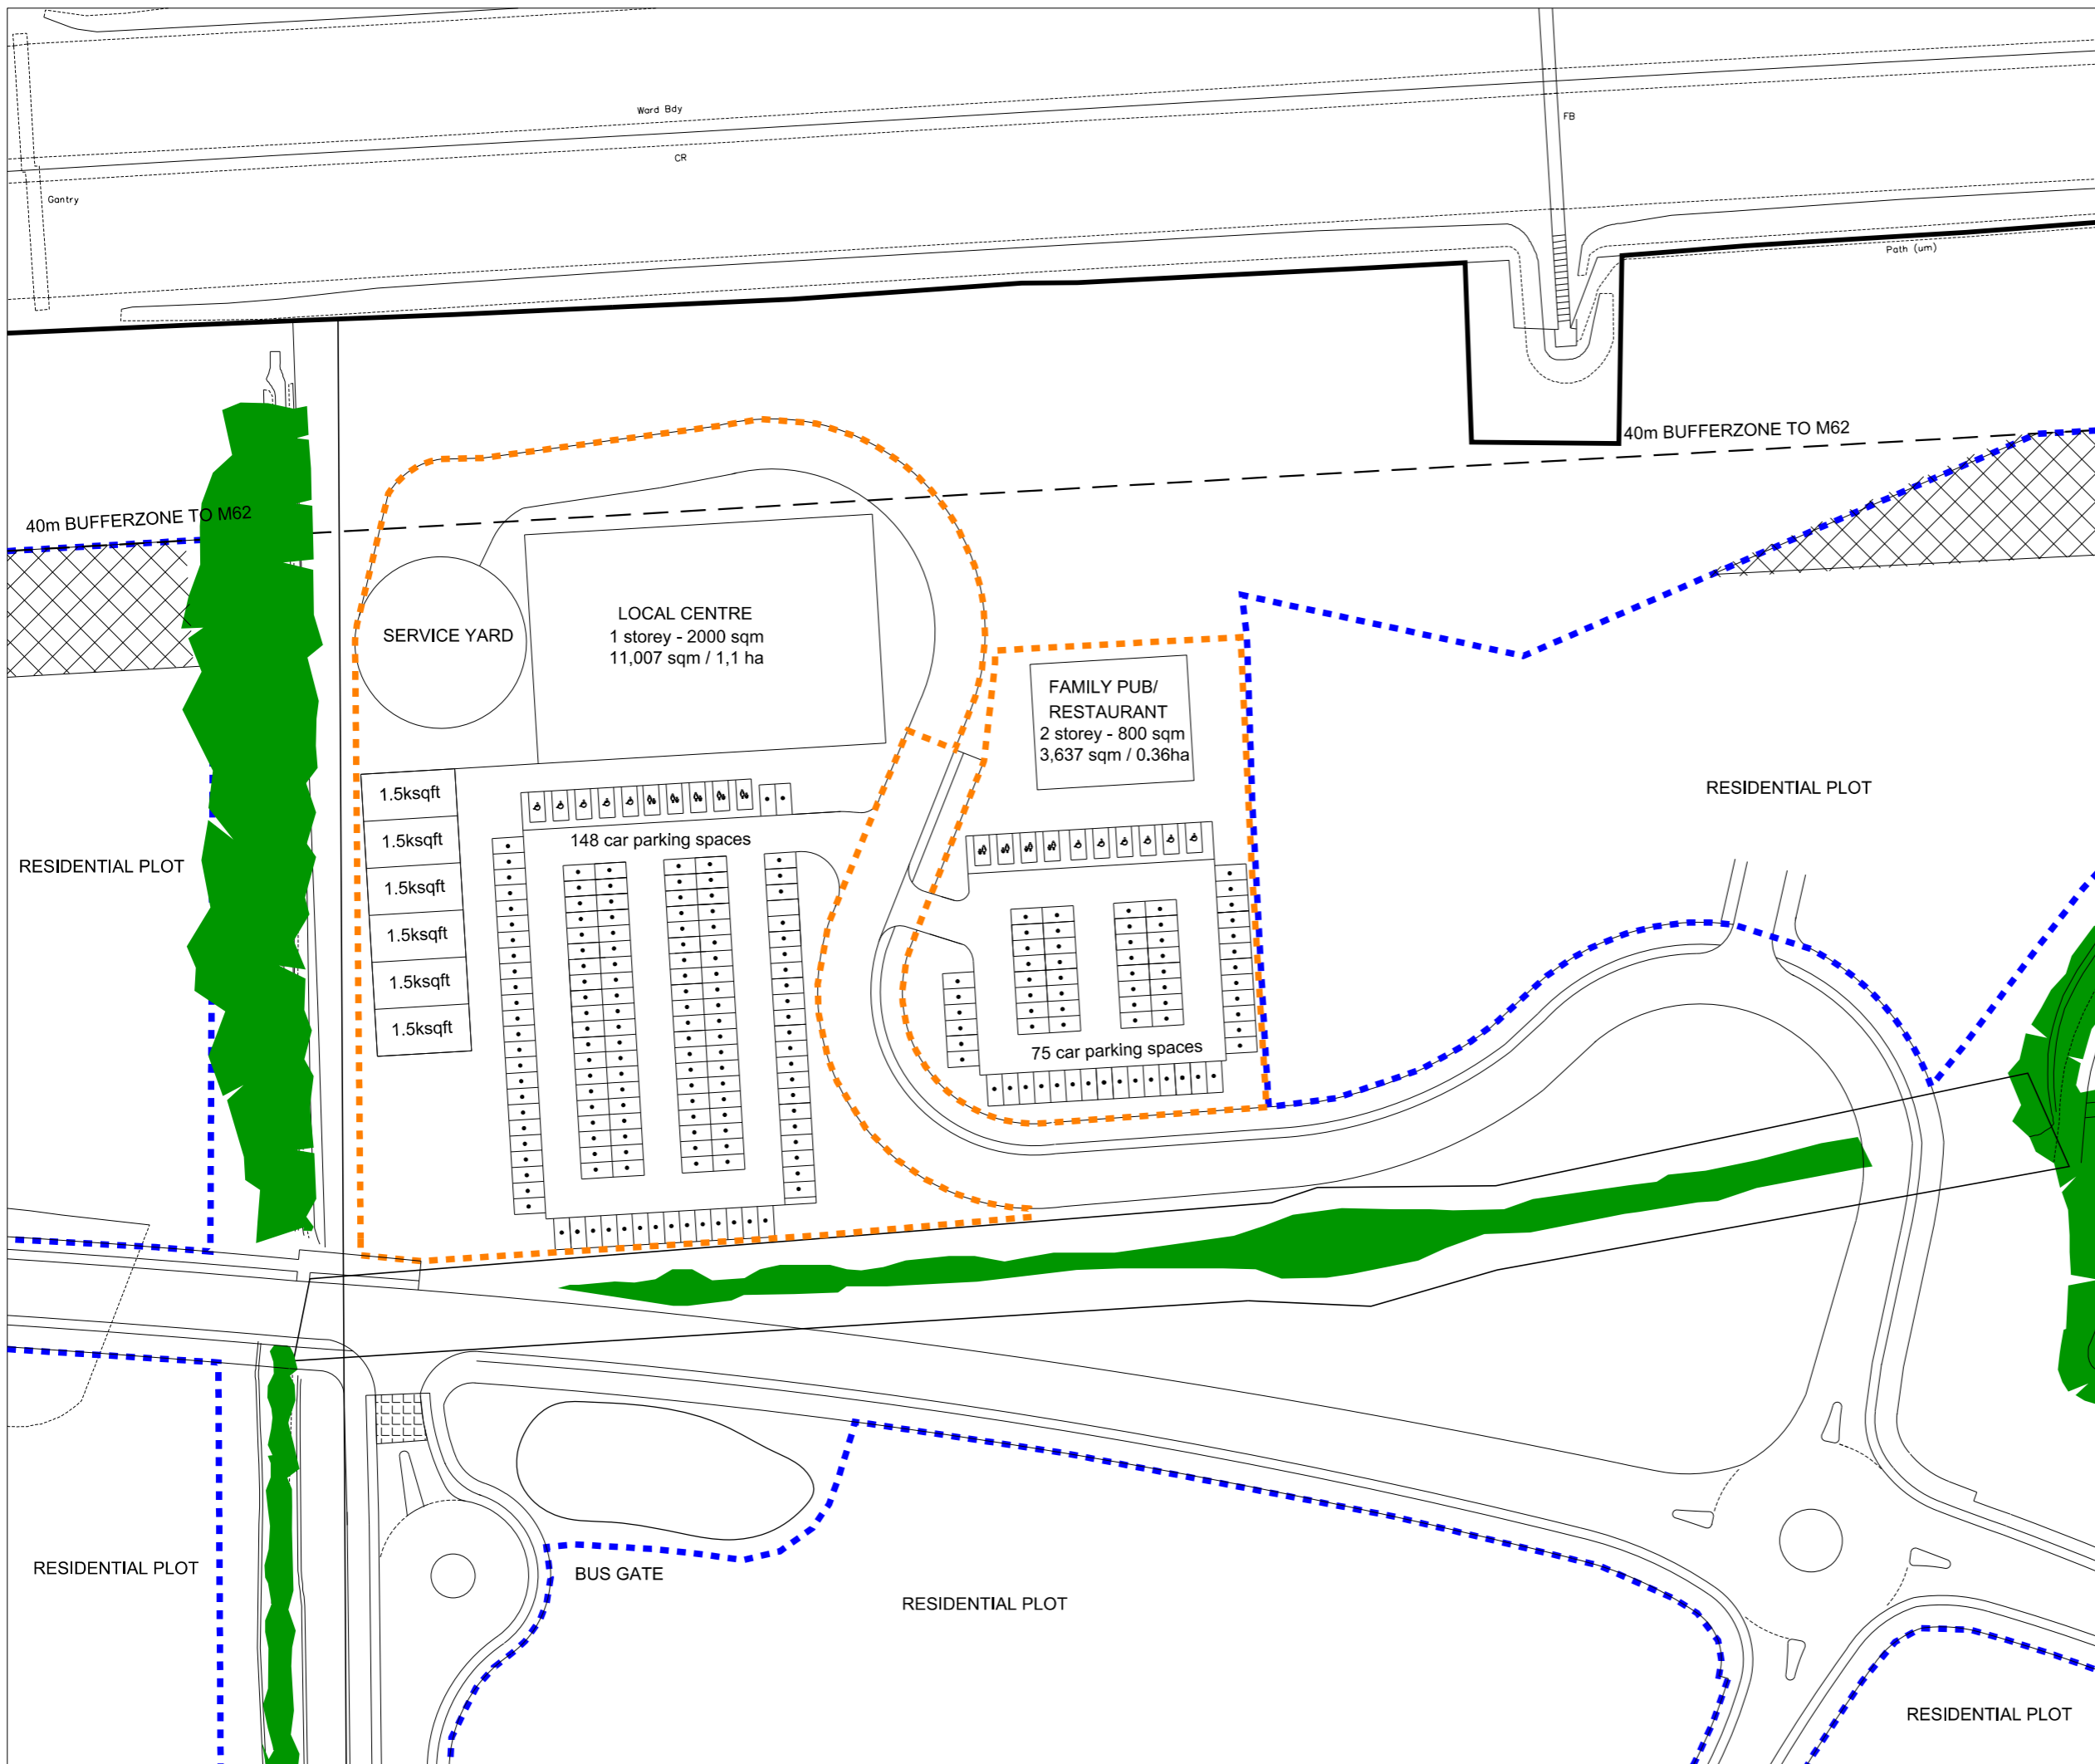 Ward Bdy
CR
FB
Gantry
Path (um)
40m BUFFERZONE TO M62
40m BUFFERZONE TO M62
SERVICE YARD
LOCAL CENTRE
1 storey - 2000 sqm
11,007 sqm / 1,1 ha
FAMILY PUB/
RESTAURANT
2 storey - 800 sqm
3,637 sqm / 0.36ha
RESIDENTIAL PLOT
1.5ksqft
1.5ksqft
1.5ksqft
1.5ksqft
1.5ksqft
1.5ksqft
148 car parking spaces
RESIDENTIAL PLOT
75 car parking spaces
RESIDENTIAL PLOT
BUS GATE
RESIDENTIAL PLOT
RESIDENTIAL PLOT